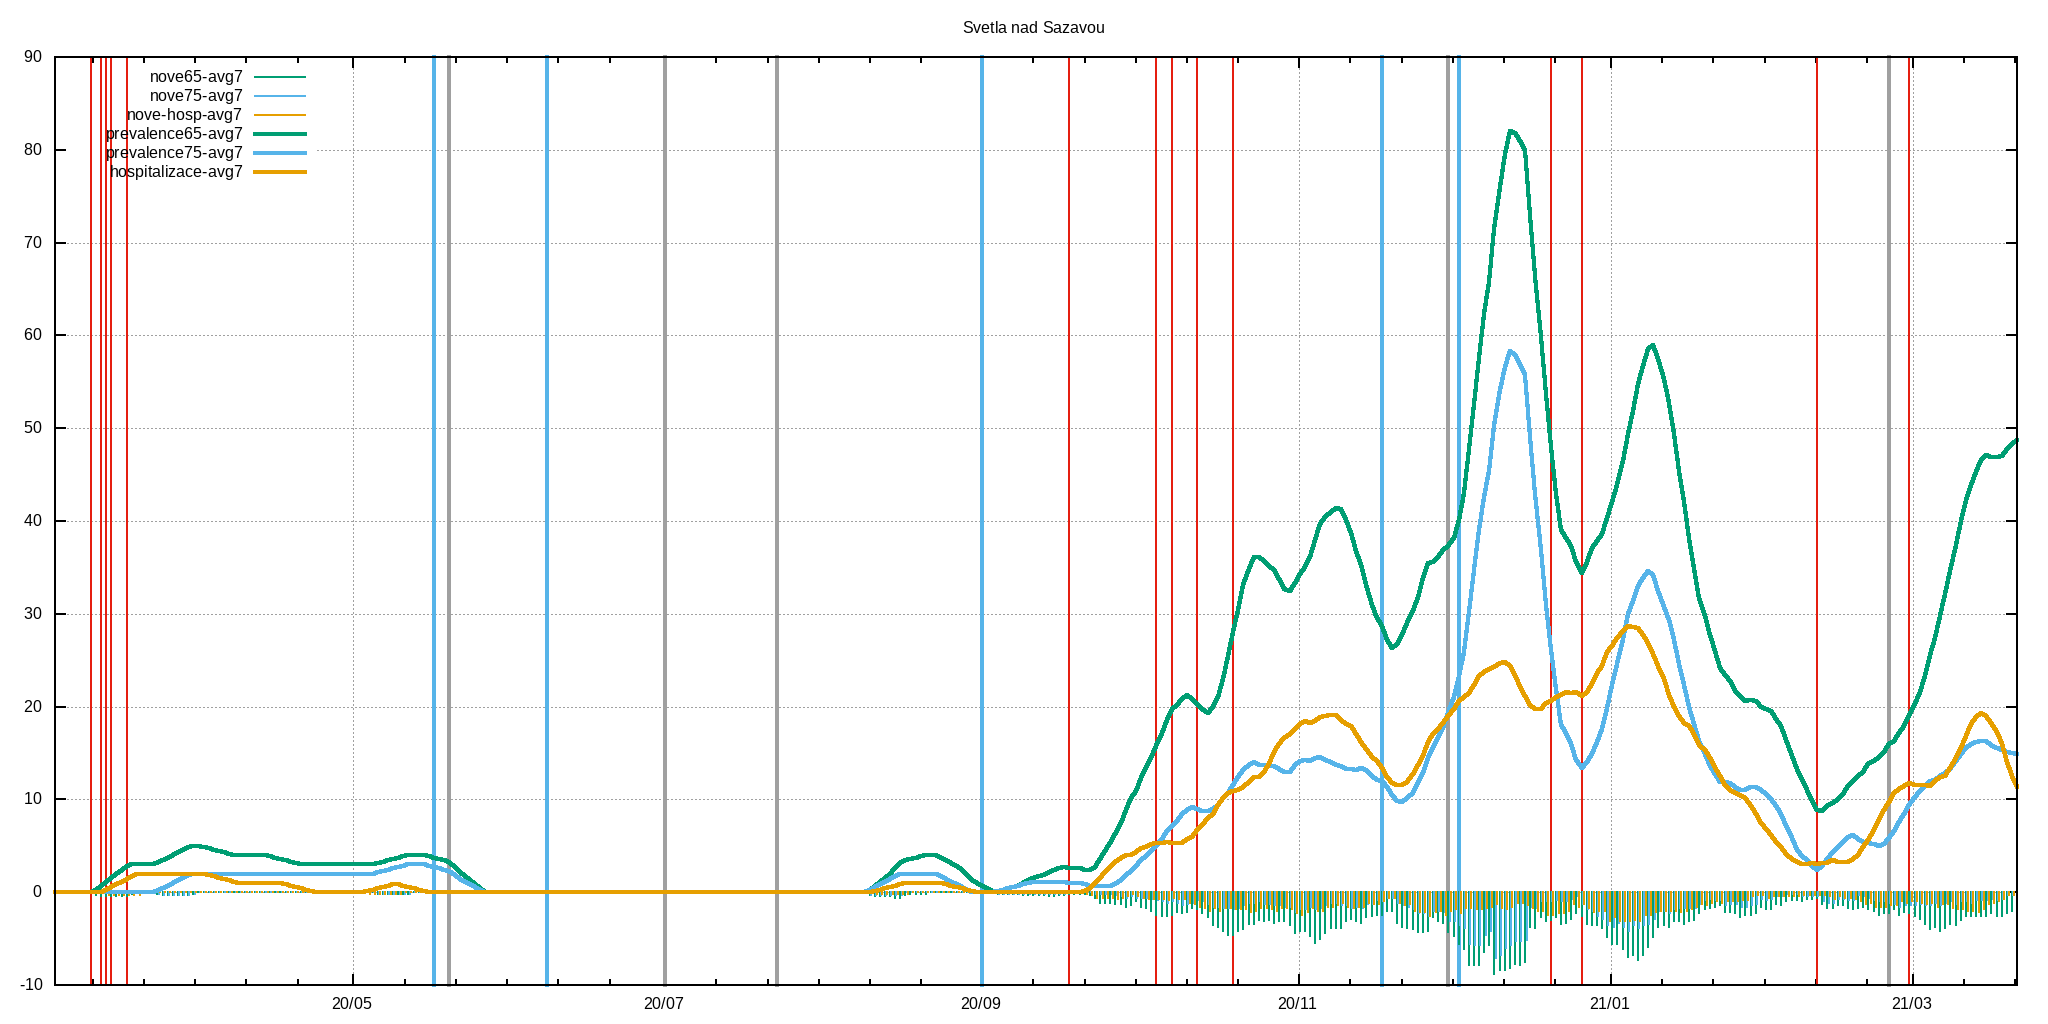 Svetla nad Sazavou
90
80
70
60
50
40
30
20
10
0
-10
nove65-avg7
nove75-avg7
nove-hosp-avg7
prevalence65-avg7
prevalence75-avg7
hospitalizace-avg7
20/05 20/07 20/09 20/11 21/01 21/03